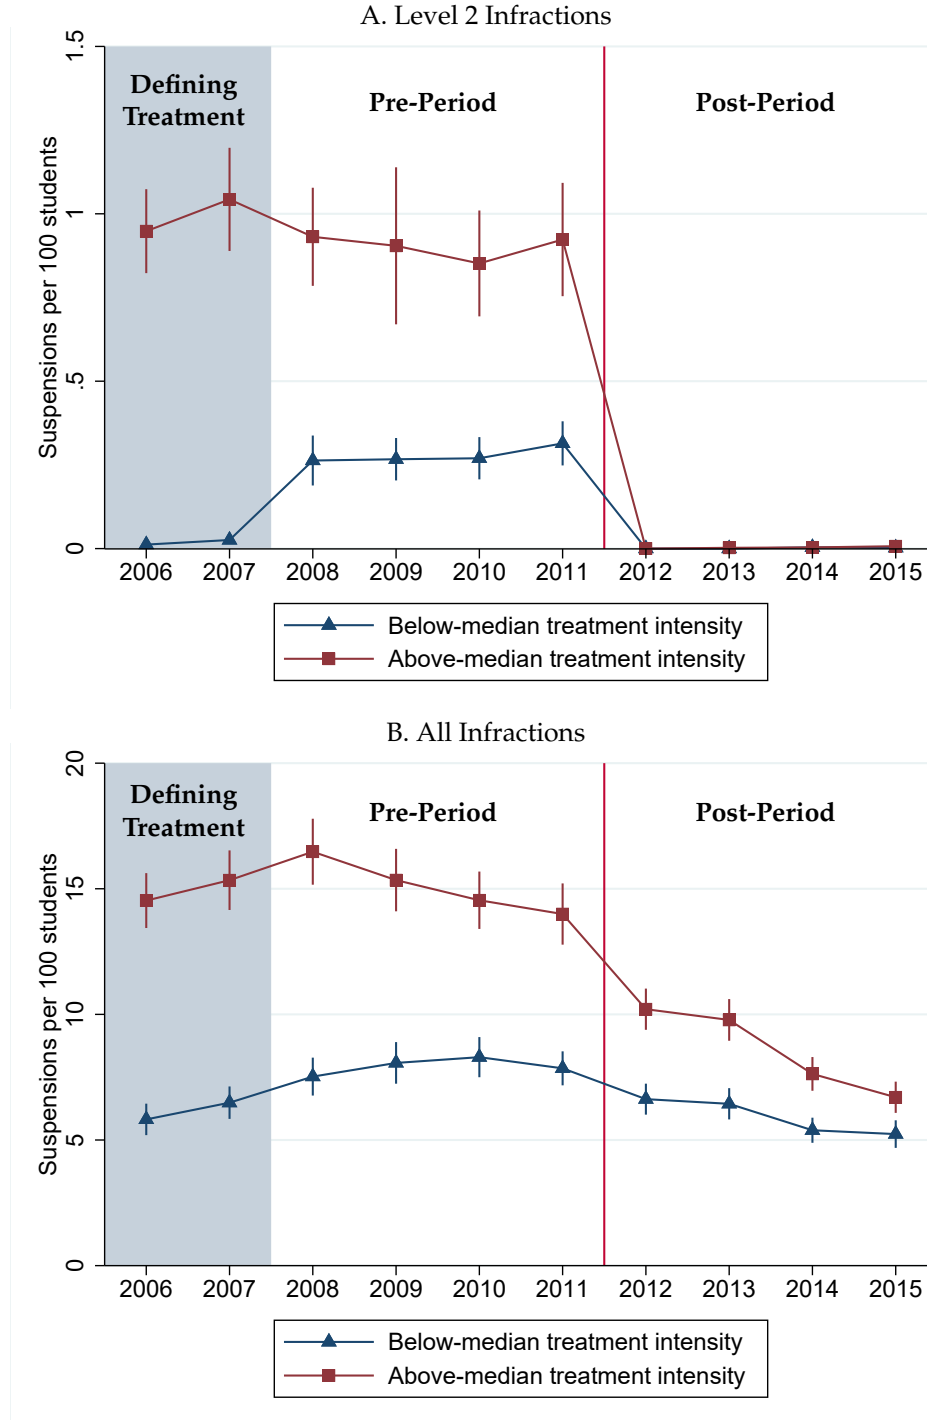 A. Level 2 Infractions
Suspensions per 100 students
1.5
1
.5
0
Defining
Treatment
Pre-Period
Post-Period
2006 2007 2008 2009 2010 2011 2012 2013 2014 2015
Below-median treatment intensity
Above-median treatment intensity
B. All Infractions
Suspensions per 100 students
20
15
10
5
0
Defining
Treatment
Pre-Period
Post-Period
2006 2007 2008 2009 2010 2011 2012 2013 2014 2015
Below-median treatment intensity
Above-median treatment intensity